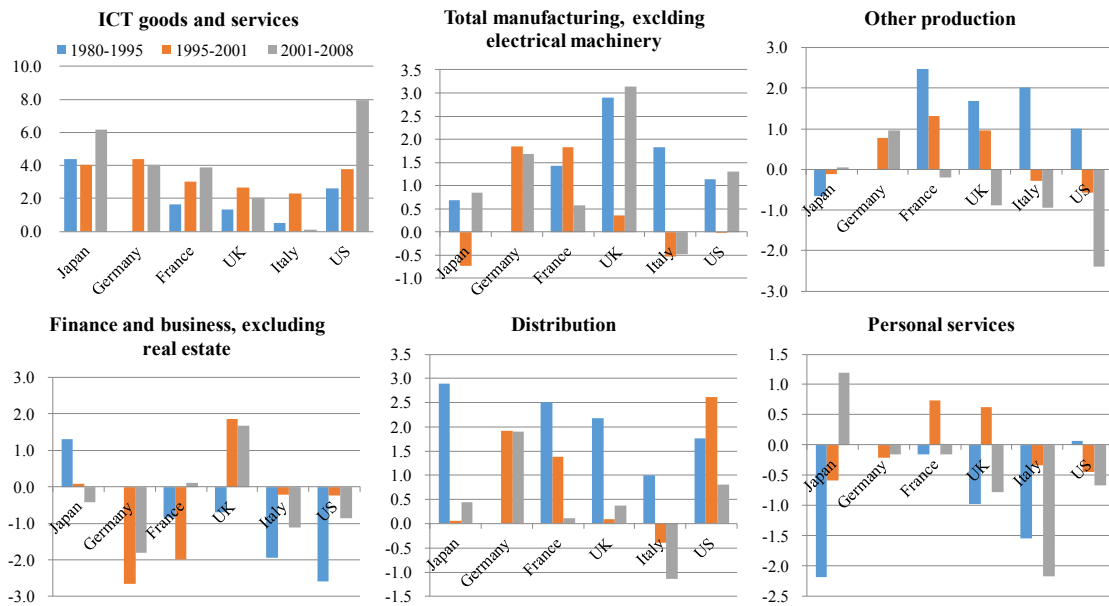 ICT goods and services
1980-1995 1995-2001 2001-2008
10.0
8.0
6.0
4.0
2.0
0.0
Japan
Germany
France
UK
Italy
US
Total manufacturing, exclding
electrical machinery
3.5
3.0
2.5
2.0
1.5
1.0
0.5
0.0
-0.5
-1.0
Japan
Germany
France
UK
Italy
US
Other production
3.0
2.0
1.0
0.0
-1.0
-2.0
-3.0
Japan
Germany
France
UK
Italy
US
Finance and business, excluding
real estate
3.0
2.0
1.0
0.0
-1.0
-2.0
-3.0
Japan
Germany
France
UK
Italy
US
Distribution
3.5
3.0
2.5
2.0
1.5
1.0
0.5
0.0
-0.5
-1.0
-1.5
Japan
Germany
France
UK
Italy
US
Personal services
1.5
1.0
0.5
0.0
-0.5
-1.0
-1.5
-2.0
-2.5
Japan
Germany
France
UK
Italy
US